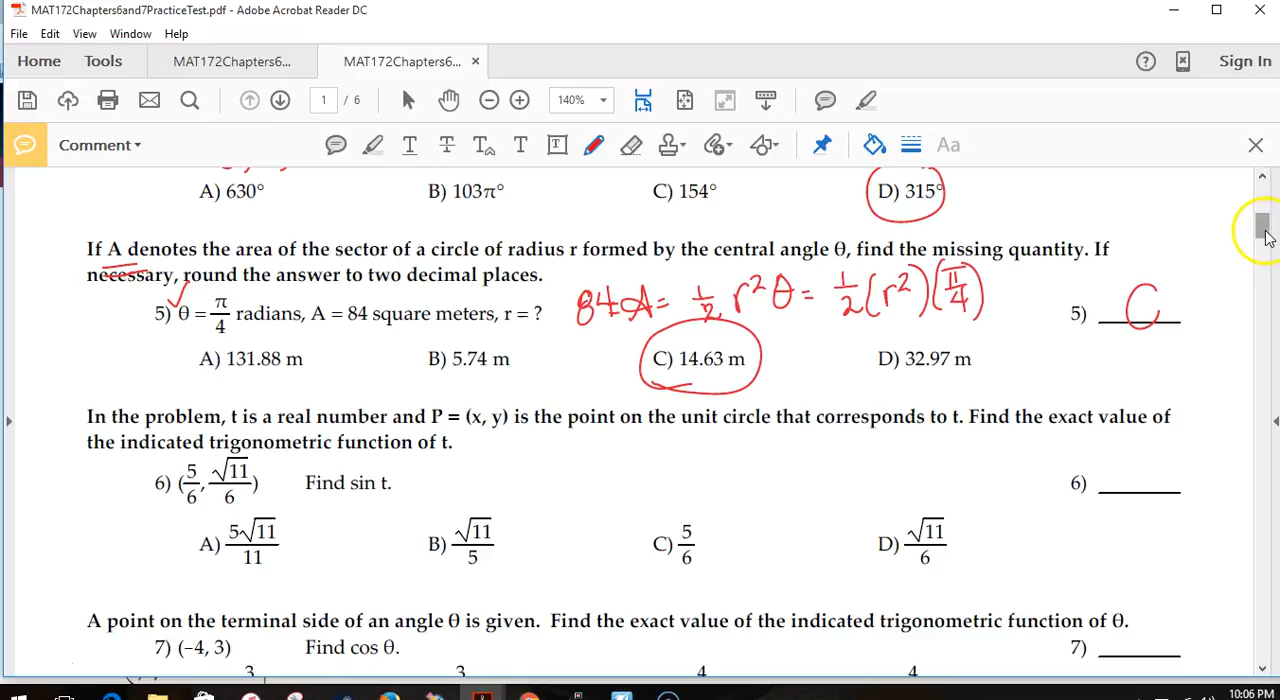 MAT172Chapters6and7PracticeTest.pdf - Adobe Acrobat Reader DC
File Edit View Window Help
Home Tools MAT172Chapters6... MAT172Chapters6... × Sign In
1 / 6 140%
Comment
A) 630° B) 103π° C) 154° D) 315°
If A denotes the area of the sector of a circle of radius r formed by the central angle θ, find the missing quantity. If
necessary, round the answer to two decimal places.
84 = A = 1/2 r² θ = 1/2 (r²)(π/4)
5) θ = π/4 radians, A = 84 square meters, r = ? 5) C
A) 131.88 m B) 5.74 m C) 14.63 m D) 32.97 m
In the problem, t is a real number and P = (x, y) is the point on the unit circle that corresponds to t. Find the exact value of
the indicated trigonometric function of t.
6) (5/6, √11/6) Find sin t. 6)
A) 5√11/11 B) √11/5 C) 5/6 D) √11/6
A point on the terminal side of an angle θ is given. Find the exact value of the indicated trigonometric function of θ.
7) (−4, 3) Find cos θ. 7)
3 3 4 4
10:06 PM